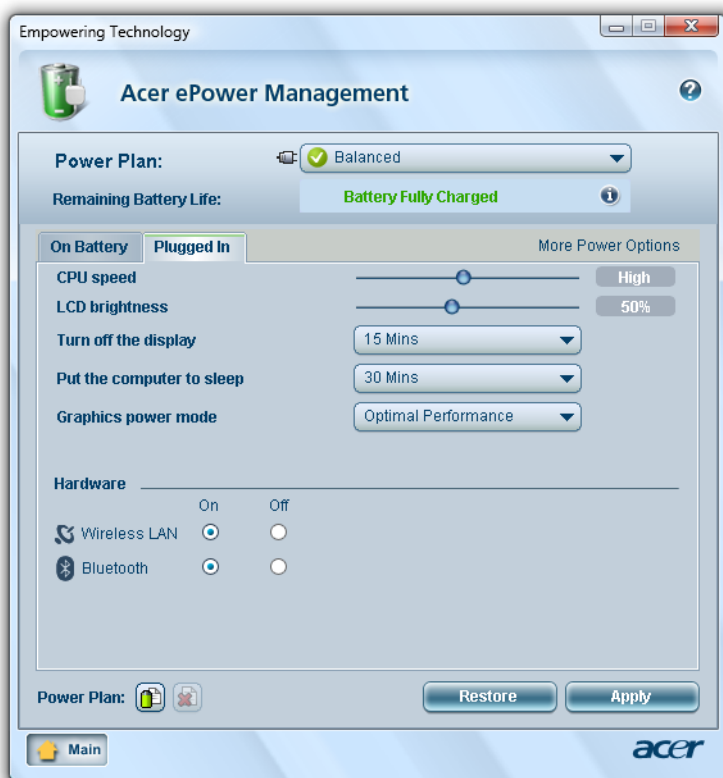 Empowering Technology
Acer ePower Management
Power Plan: Balanced
Remaining Battery Life: Battery Fully Charged
On Battery Plugged In More Power Options
CPU speed High
LCD brightness 50%
Turn off the display 15 Mins
Put the computer to sleep 30 Mins
Graphics power mode Optimal Performance
Hardware
On Off
Wireless LAN
Bluetooth
Power Plan: Restore Apply
Main acer